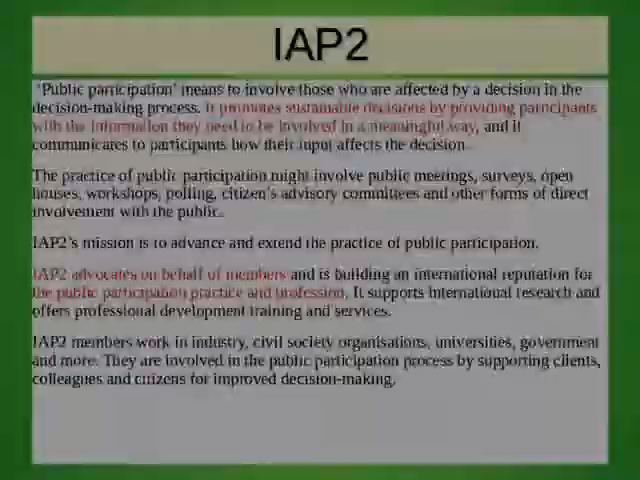 IAP2
'Public participation' means to involve those who are affected by a decision in the
decision-making process. It promotes sustainable decisions by providing participants
with the information they need to be involved in a meaningful way, and it
communicates to participants how their input affects the decision.
The practice of public participation might involve public meetings, surveys, open
houses, workshops, polling, citizen's advisory committees and other forms of direct
involvement with the public.
IAP2's mission is to advance and extend the practice of public participation.
IAP2 advocates on behalf of members and is building an international reputation for
the public participation practice and profession. It supports international research and
offers professional development training and services.
IAP2 members work in industry, civil society organisations, universities, government
and more. They are involved in the public participation process by supporting clients,
colleagues and citizens for improved decision-making.